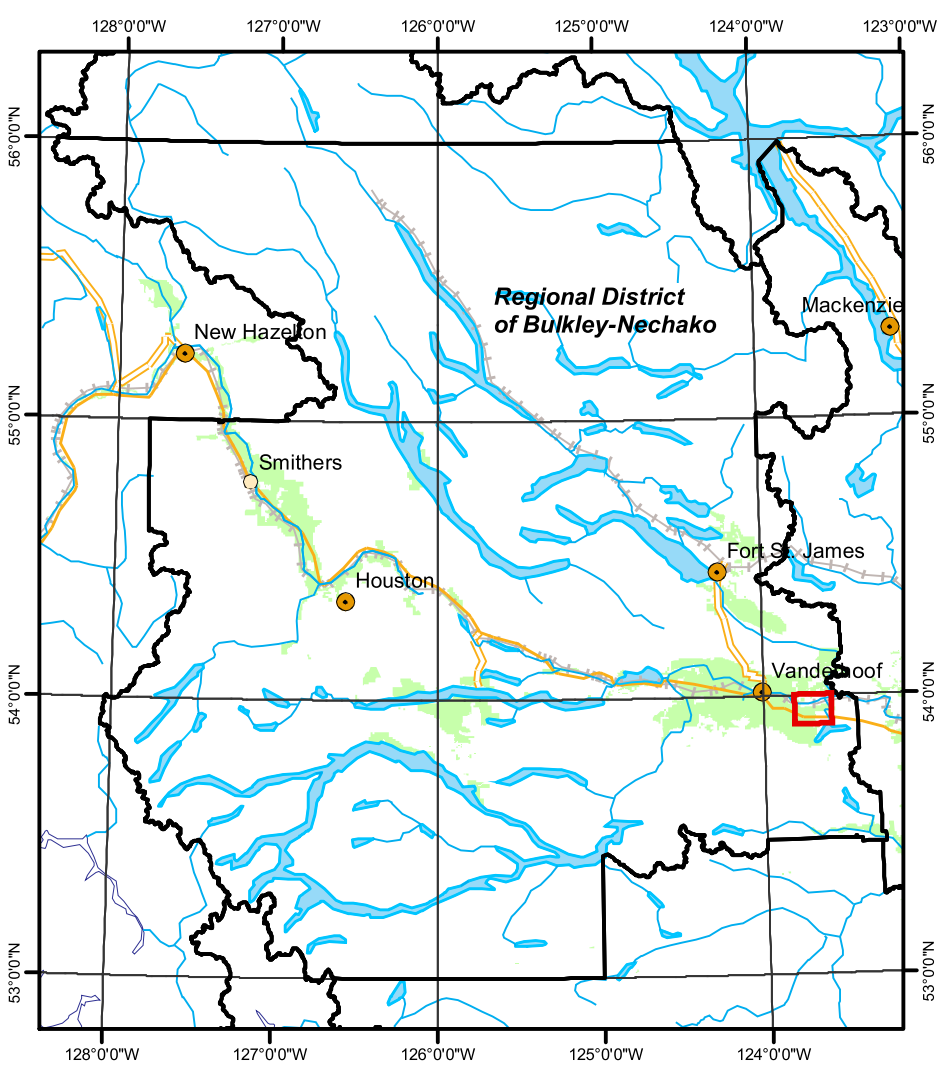 128°0'0"W 127°0'0"W 126°0'0"W 125°0'0"W 124°0'0"W 123°0'0"W
56°0'0"N 56°0'0"N
Regional District
of Bulkley-Nechako
Mackenzie
New Hazelton
55°0'0"N 55°0'0"N
Smithers
Fort St. James
Houston
Vanderhoof
54°0'0"N 54°0'0"N
53°0'0"N 53°0'0"N
128°0'0"W 127°0'0"W 126°0'0"W 125°0'0"W 124°0'0"W